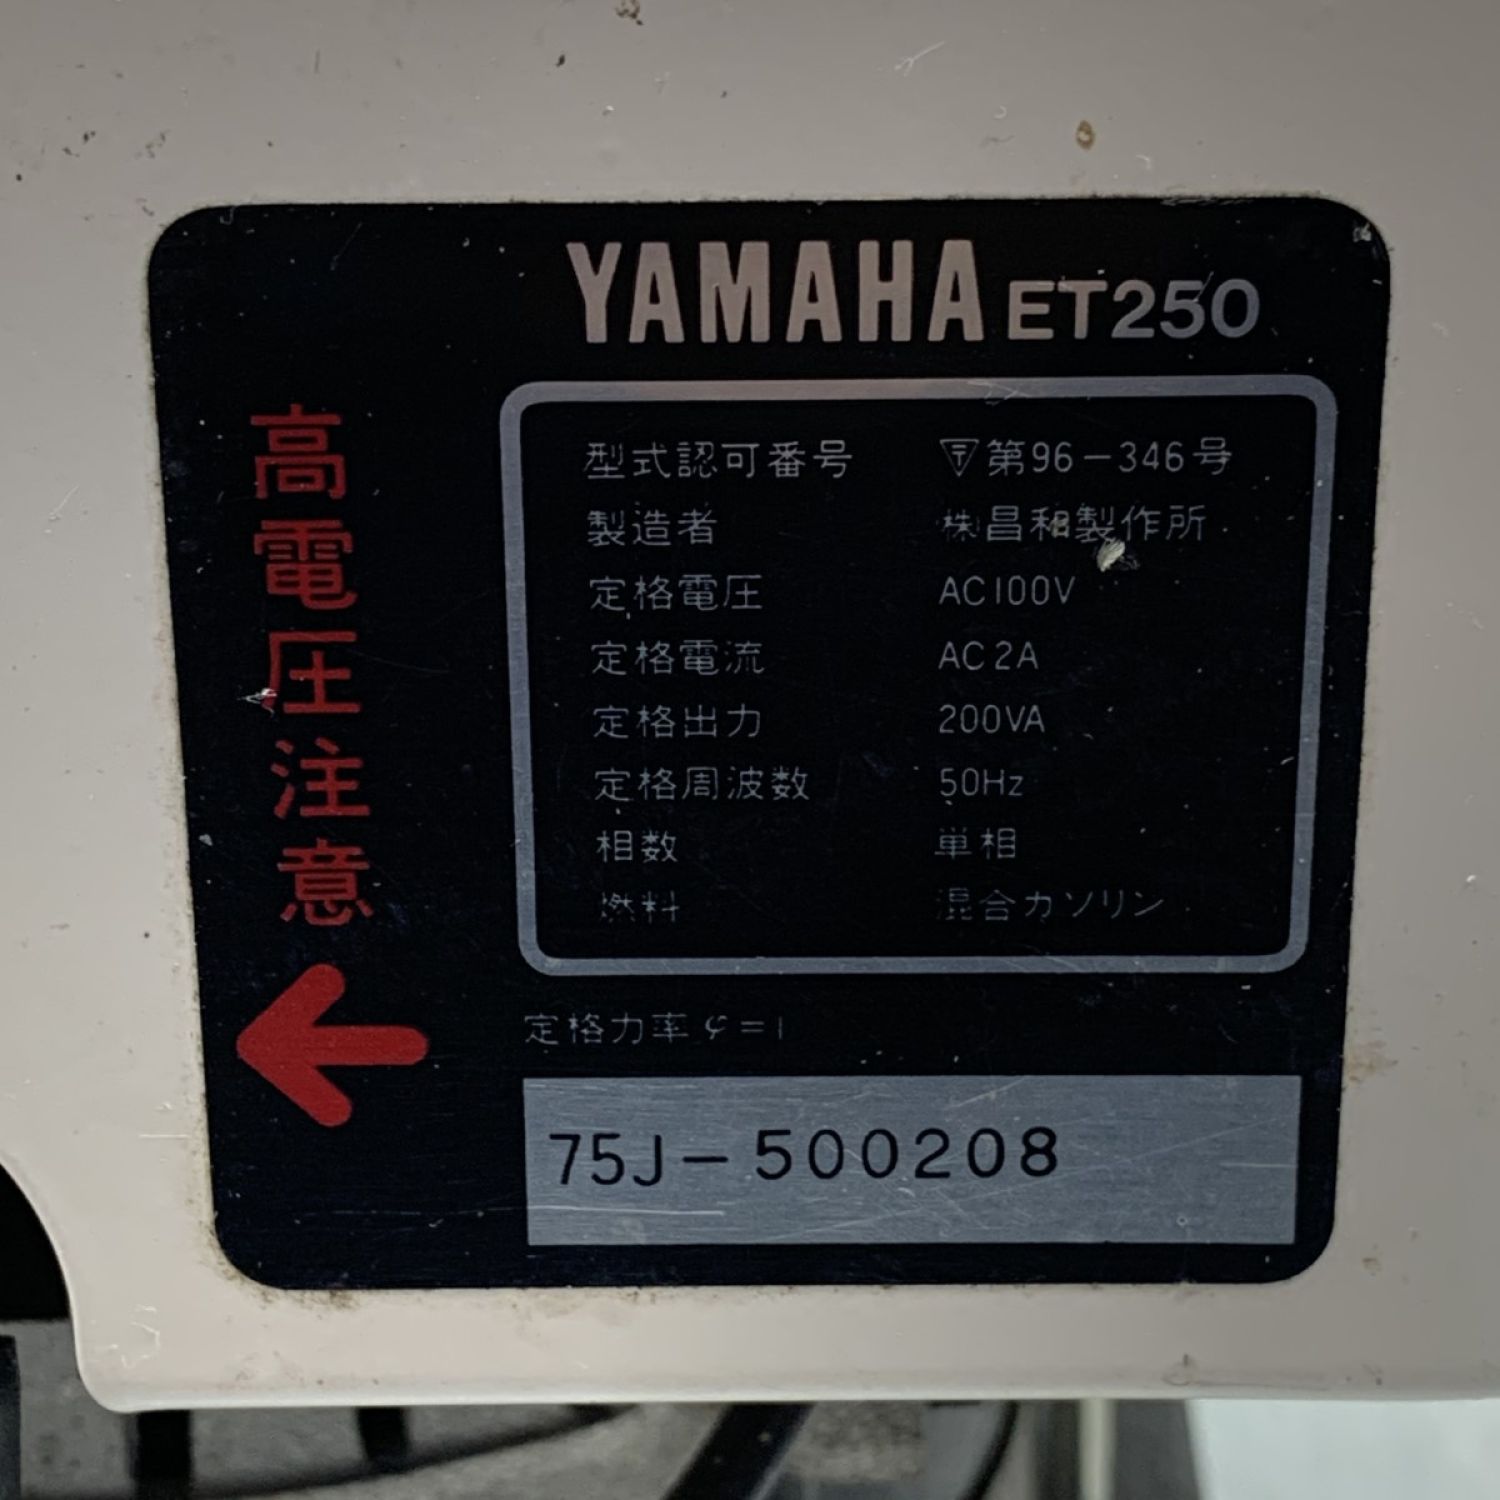 YAMAHA ET250
高電圧注意
型式認可番号 〒第96-346号
製造者 ㈱昌和製作所
定格電圧 AC100V
定格電流 AC2A
定格出力 200VA
定格周波数 50Hz
相数 単相
燃料 混合ガソリン
定格力率 φ=1
75J-500208